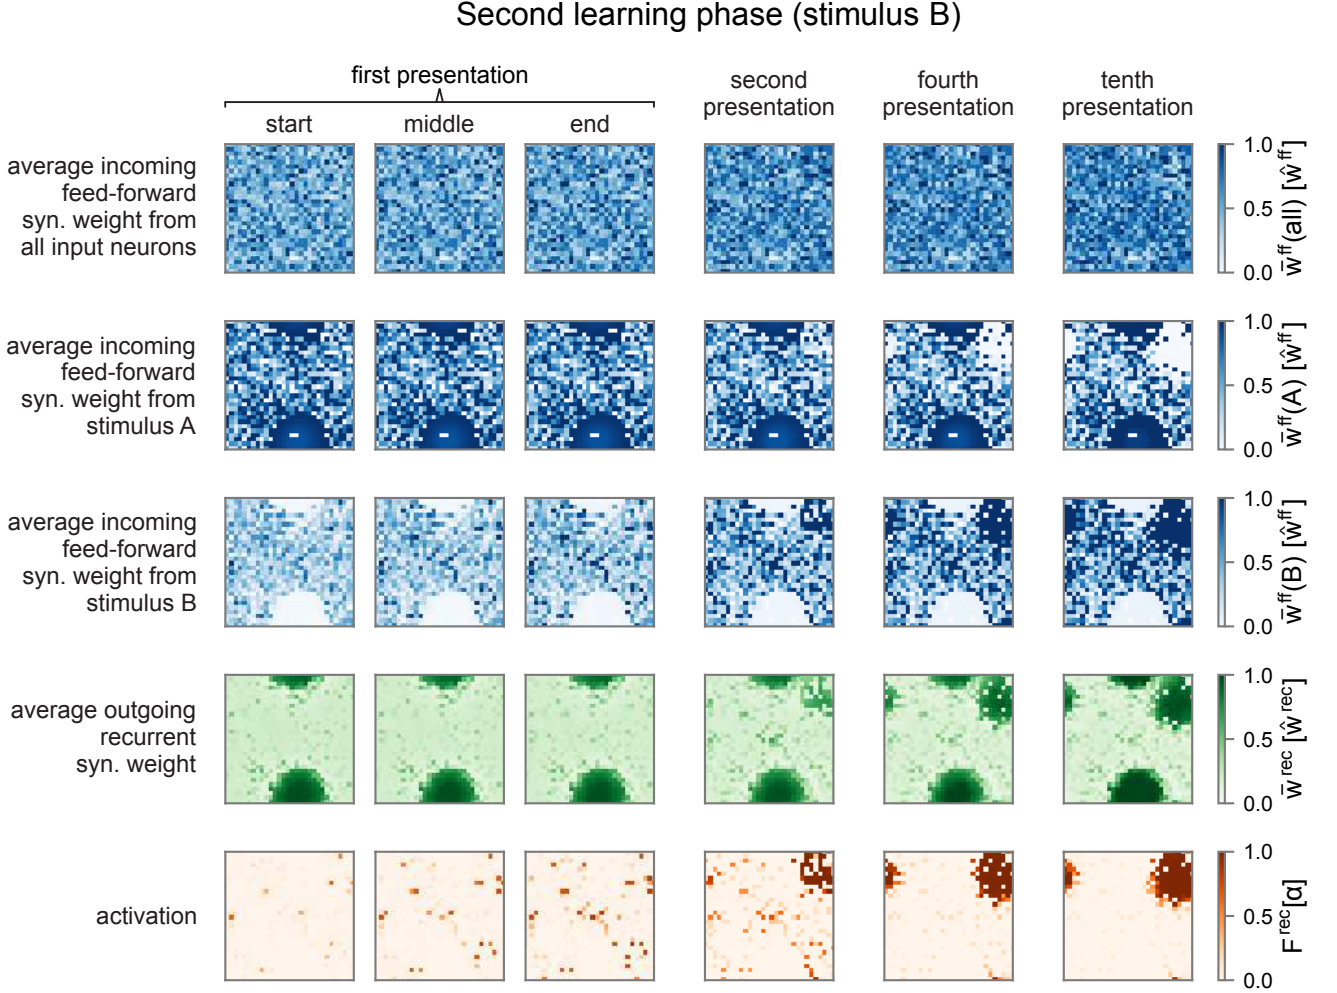 Second learning phase (stimulus B)
first presentation
start
middle
end
second
presentation
fourth
presentation
tenth
presentation
average incoming
feed-forward
syn. weight from
all input neurons
1.0
0.5
0.0
w̄ᶠᶠ(all) [ŵᶠᶠ]
average incoming
feed-forward
syn. weight from
stimulus A
1.0
0.5
0.0
w̄ᶠᶠ(A) [ŵᶠᶠ]
average incoming
feed-forward
syn. weight from
stimulus B
1.0
0.5
0.0
w̄ᶠᶠ(B) [ŵᶠᶠ]
average outgoing
recurrent
syn. weight
1.0
0.5
0.0
w̄ʳᵉᶜ [ŵʳᵉᶜ]
activation
1.0
0.5
0.0
Fʳᵉᶜ[α]